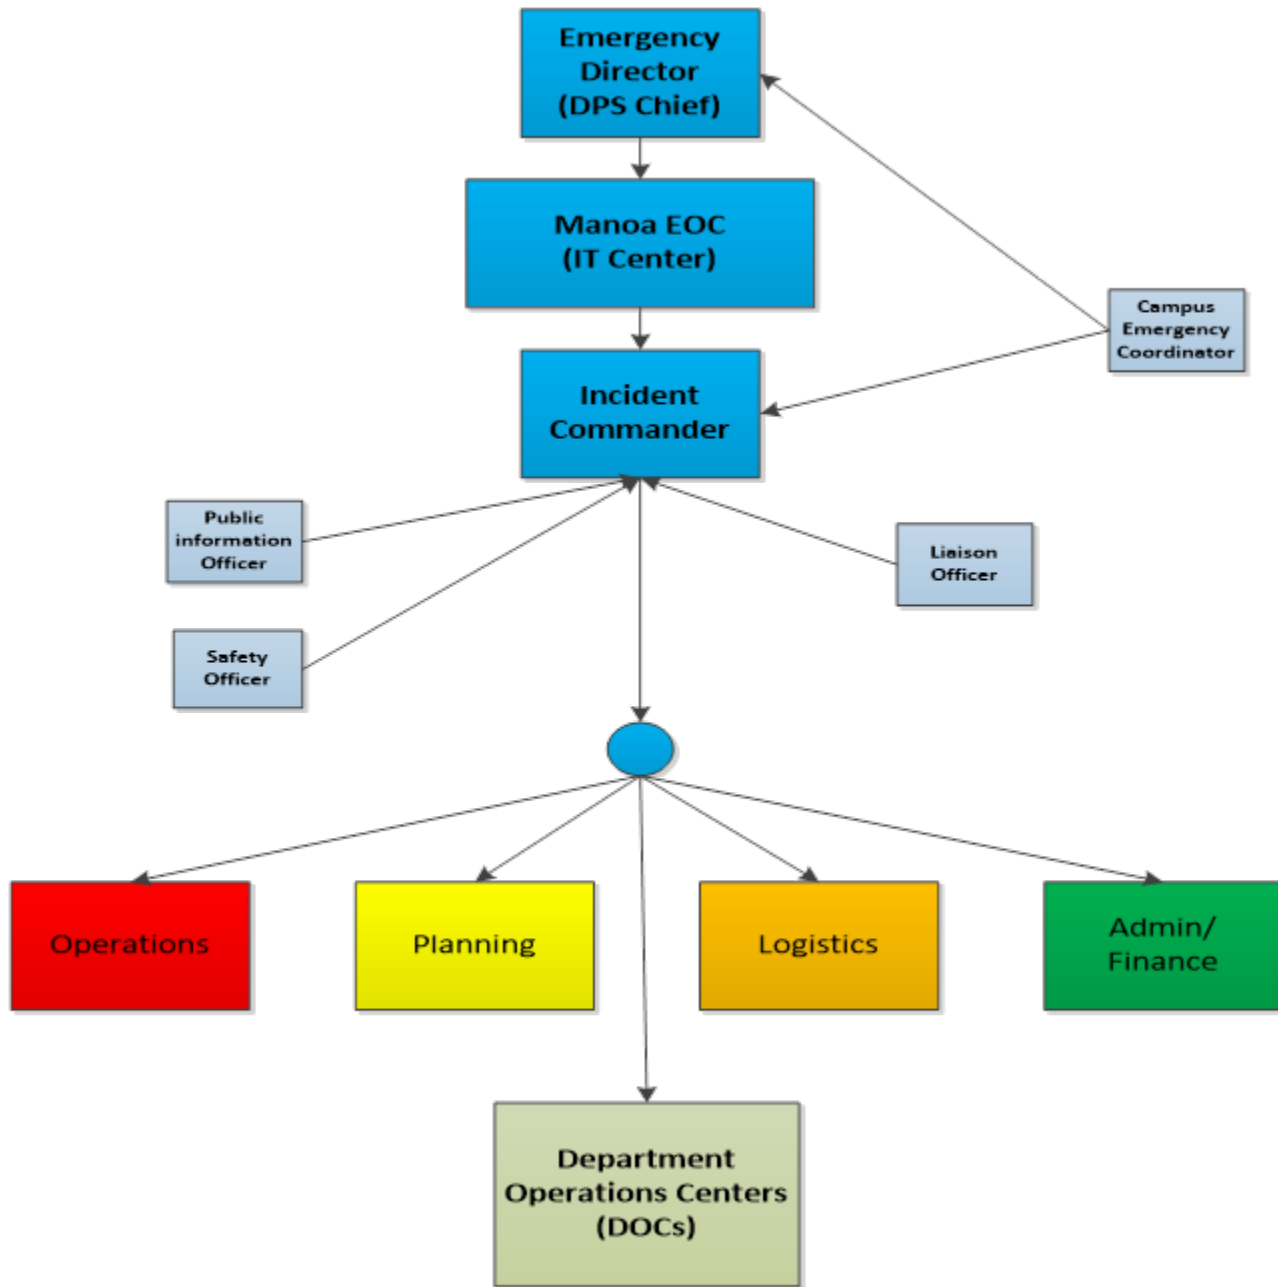 Emergency
Director
(DPS Chief)
Manoa EOC
(IT Center)
Campus
Emergency
Coordinator
Incident
Commander
Public
information
Officer
Liaison
Officer
Safety
Officer
Operations
Planning
Logistics
Admin/
Finance
Department
Operations Centers
(DOCs)